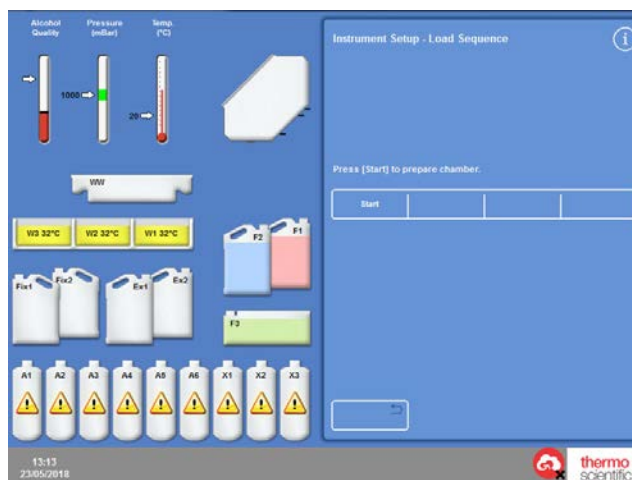 Alcohol Quality
Pressure (mBar)
Temp. (°C)
Instrument Setup - Load Sequence
i
1000
20
Press [Start] to prepare chamber.
Start
WW
W3 32°C
W2 32°C
W1 32°C
F2
F1
Fix1
Fix2
Ex1
Ex2
F3
A1
A2
A3
A4
A5
A6
X1
X2
X3
13:13
23/05/2018
thermo
scientific